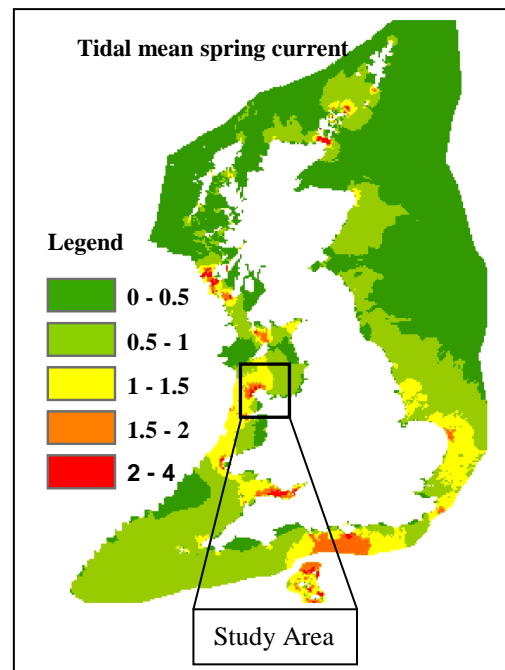 Tidal mean spring current
Legend
0 - 0.5
0.5 - 1
1 - 1.5
1.5 - 2
2 - 4
Study Area